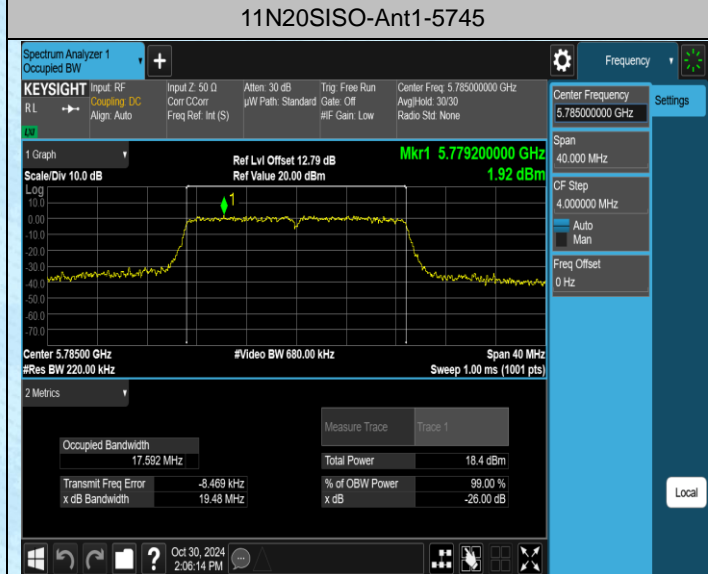 11N20SISO-Ant1-5745
Spectrum Analyzer 1
Occupied BW
+
Frequency
KEYSIGHT
RL
LXI
Input: RF
Coupling: DC
Align: Auto
Input Z: 50 Ω
Corr CCorr
Freq Ref: Int (S)
Atten: 30 dB
µW Path: Standard
Trig: Free Run
Gate: Off
#IF Gain: Low
Center Freq: 5.785000000 GHz
Avg|Hold: 30/30
Radio Std: None
Center Frequency
5.785000000 GHz
Settings
Span
40.000 MHz
CF Step
4.000000 MHz
Auto
Man
Freq Offset
0 Hz
1 Graph
Scale/Div 10.0 dB
Ref Lvl Offset 12.79 dB
Ref Value 20.00 dBm
Mkr1 5.779200000 GHz
1.92 dBm
Log
10.0
0.00
-10.0
-20.0
-30.0
-40.0
-50.0
-60.0
-70.0
1
Center 5.78500 GHz
#Res BW 220.00 kHz
#Video BW 680.00 kHz
Span 40 MHz
Sweep 1.00 ms (1001 pts)
2 Metrics
Measure Trace Trace 1
Occupied Bandwidth
17.592 MHz
Total Power 18.4 dBm
Transmit Freq Error -8.469 kHz
% of OBW Power 99.00 %
x dB Bandwidth 19.48 MHz
x dB -26.00 dB
Local
?
Oct 30, 2024
2:06:14 PM